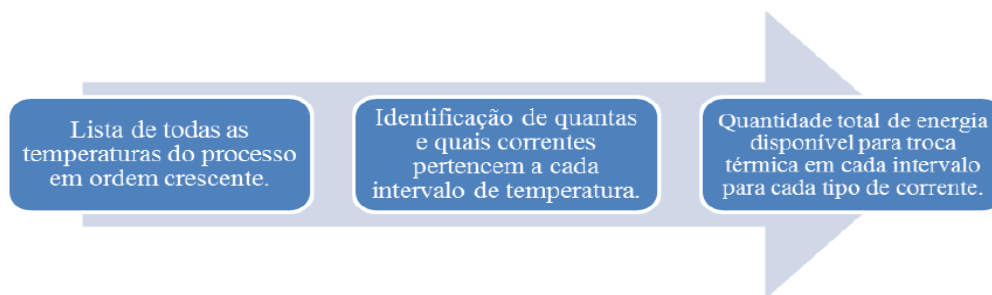 Lista de todas as
temperaturas do processo
em ordem crescente.
Identificação de quantas
e quais correntes
pertencem a cada
intervalo de temperatura.
Quantidade total de energia
disponível para troca
térmica em cada intervalo
para cada tipo de corrente.